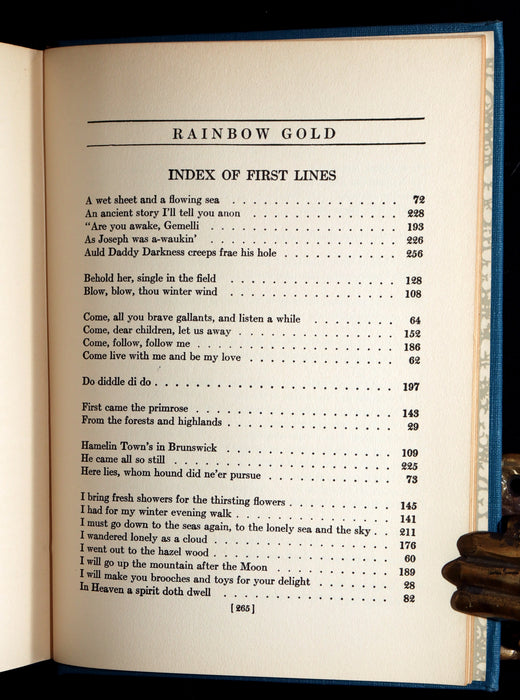 RAINBOW GOLD
INDEX OF FIRST LINES
A wet sheet and a flowing sea . . . . . . . . . . . . . 72
An ancient story I'll tell you anon . . . . . . . . . . . 228
"Are you awake, Gemelli . . . . . . . . . . . . . . 193
As Joseph was a-waukin' . . . . . . . . . . . . . . 226
Auld Daddy Darkness creeps frae his hole . . . . . . . . . 256
Behold her, single in the field . . . . . . . . . . . . . 128
Blow, blow, thou winter wind . . . . . . . . . . . . . 108
Come, all you brave gallants, and listen a while . . . . . . . 64
Come, dear children, let us away . . . . . . . . . . . . 152
Come, follow, follow me . . . . . . . . . . . . . . 186
Come live with me and be my love . . . . . . . . . . . 62
Do diddle di do . . . . . . . . . . . . . . . . . 197
First came the primrose . . . . . . . . . . . . . . 143
From the forests and highlands . . . . . . . . . . . . 29
Hamelin Town's in Brunswick . . . . . . . . . . . . . 109
He came all so still . . . . . . . . . . . . . . . . 225
Here lies, whom hound did ne'er pursue . . . . . . . . . . 73
I bring fresh showers for the thirsting flowers . . . . . . . . 145
I had for my winter evening walk . . . . . . . . . . . . 141
I must go down to the seas again, to the lonely sea and the sky . . 211
I wandered lonely as a cloud . . . . . . . . . . . . . 176
I went out to the hazel wood . . . . . . . . . . . . . 60
I will go up the mountain after the Moon . . . . . . . . . 189
I will make you brooches and toys for your delight . . . . . . 28
In Heaven a spirit doth dwell . . . . . . . . . . . . . 82
[ 265 ]